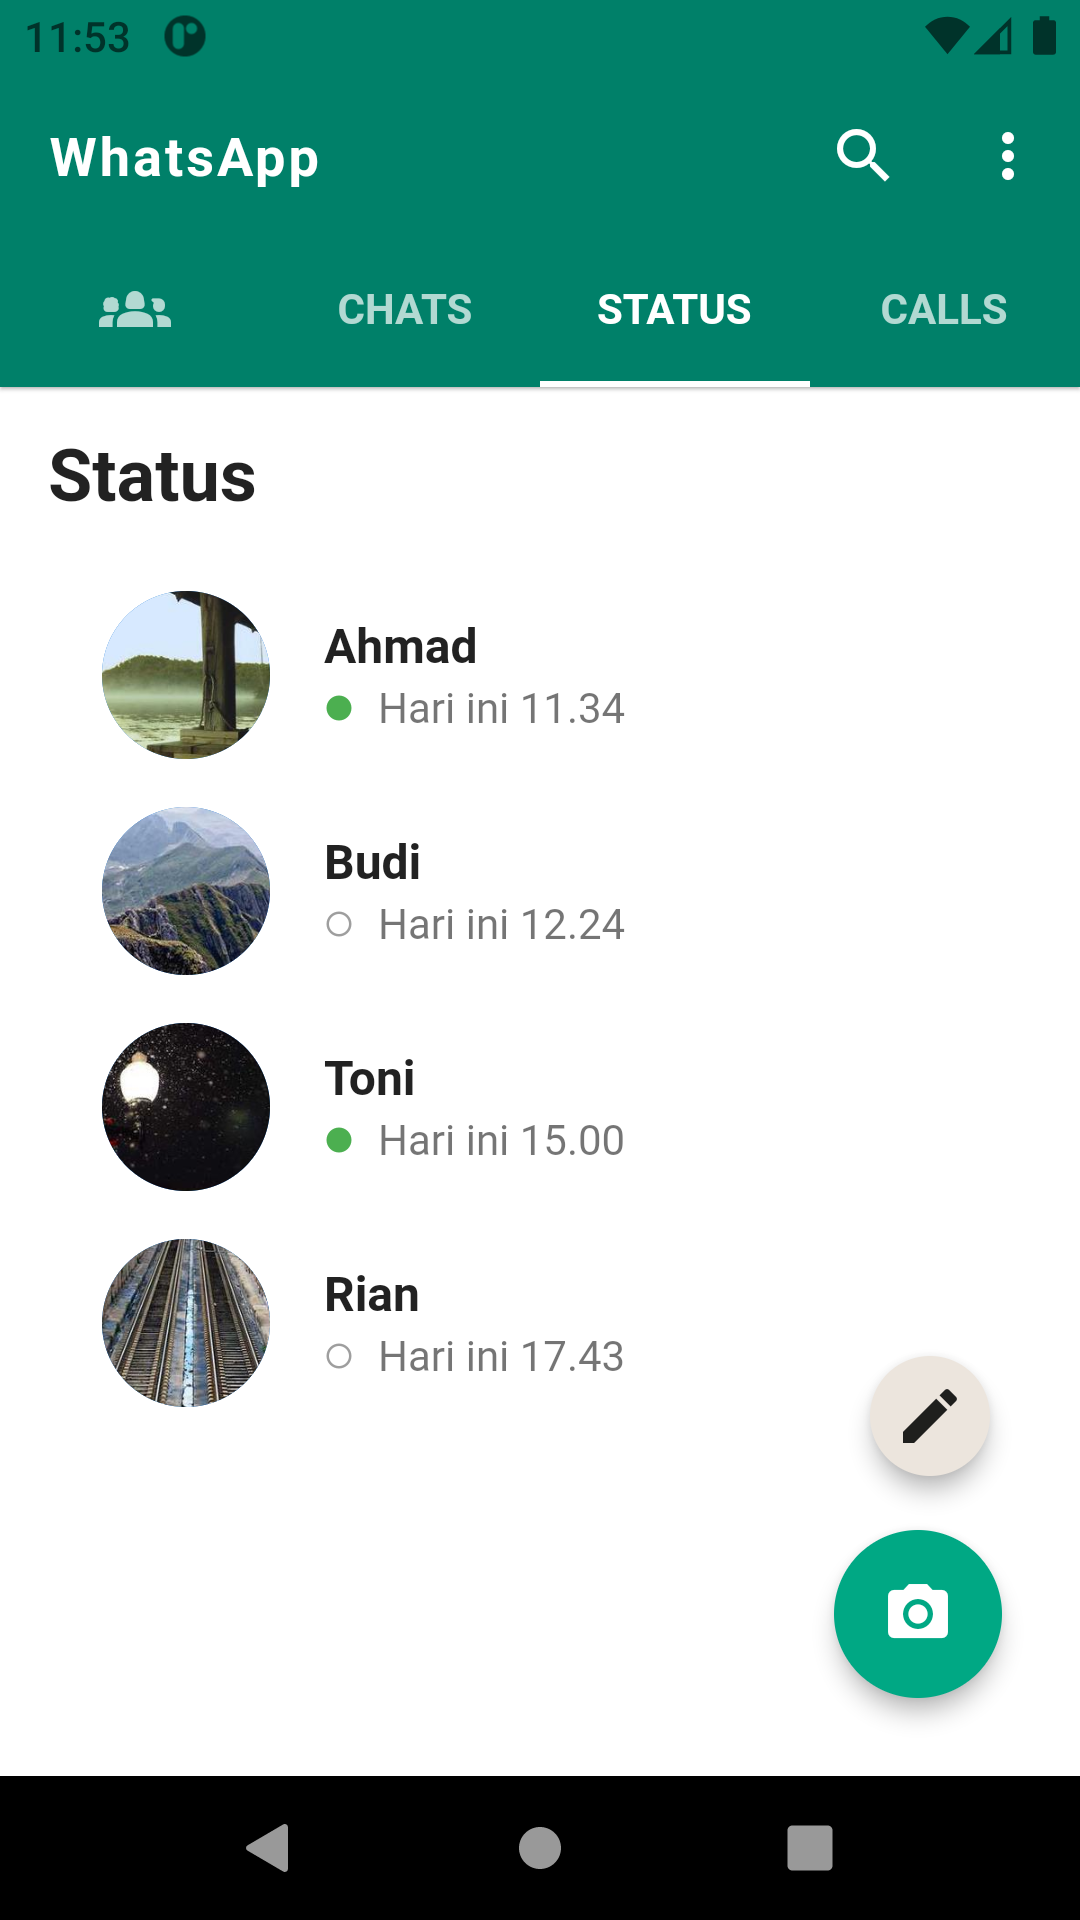 11:53
WhatsApp
CHATS STATUS CALLS
Status
Ahmad
Hari ini 11.34
Budi
Hari ini 12.24
Toni
Hari ini 15.00
Rian
Hari ini 17.43